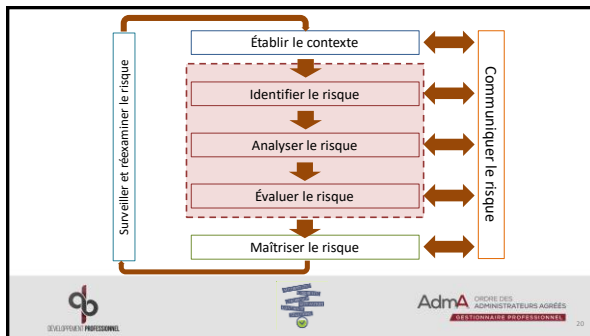 Établir le contexte
Identifier le risque
Analyser le risque
Évaluer le risque
Maîtriser le risque
Surveiller et réexaminer le risque
Communiquer le risque
DÉVELOPPEMENT PROFESSIONNEL
AdmA
ORDRE DES
ADMINISTRATEURS AGRÉÉS
GESTIONNAIRE PROFESSIONNEL
20